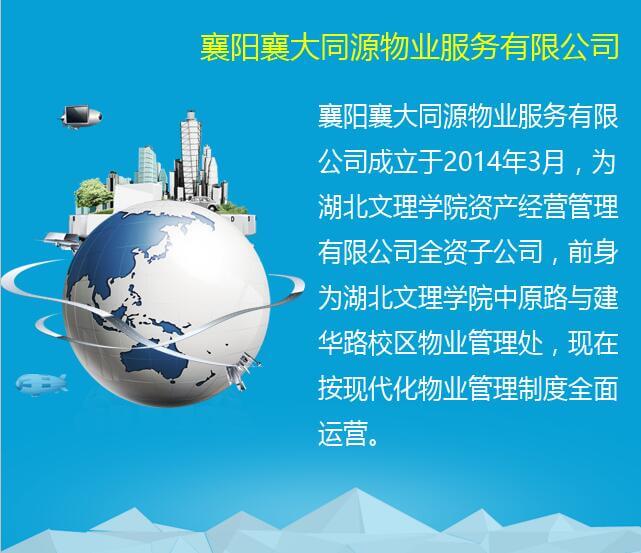 襄阳襄大同源物业服务有限公司
襄阳襄大同源物业服务有限
公司成立于2014年3月，为
湖北文理学院资产经营管理
有限公司全资子公司，前身
为湖北文理学院中原路与建
华路校区物业管理处，现在
按现代化物业管理制度全面
运营。